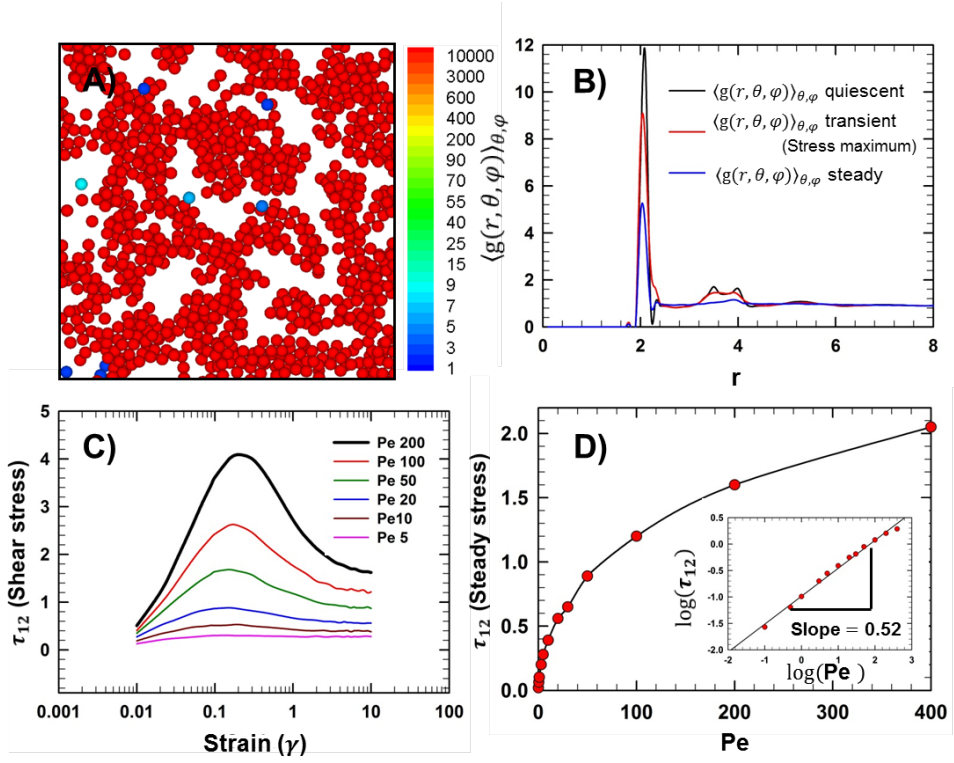 A)
10000
3000
600
400
200
90
70
55
40
25
15
9
7
5
3
1
⟨g(r, θ, φ)⟩θ,φ
B)
12
10
8
6
4
2
0
⟨g(r, θ, φ)⟩θ,φ quiescent
⟨g(r, θ, φ)⟩θ,φ transient
(Stress maximum)
⟨g(r, θ, φ)⟩θ,φ steady
0 2 4 6 8
r
C)
τ12 (Shear stress)
5
4
3
2
1
0
Pe 200
Pe 100
Pe 50
Pe 20
Pe10
Pe 5
0.001 0.01 0.1 1 10 100
Strain (γ)
D)
τ12 (Steady stress)
2.0
1.5
1.0
0.5
0.0
log(τ12)
0.5
0.0
-0.5
-1.0
-1.5
-2.0
Slope = 0.52
-2 -1 0 1 2 3
log(Pe )
0 100 200 300 400
Pe